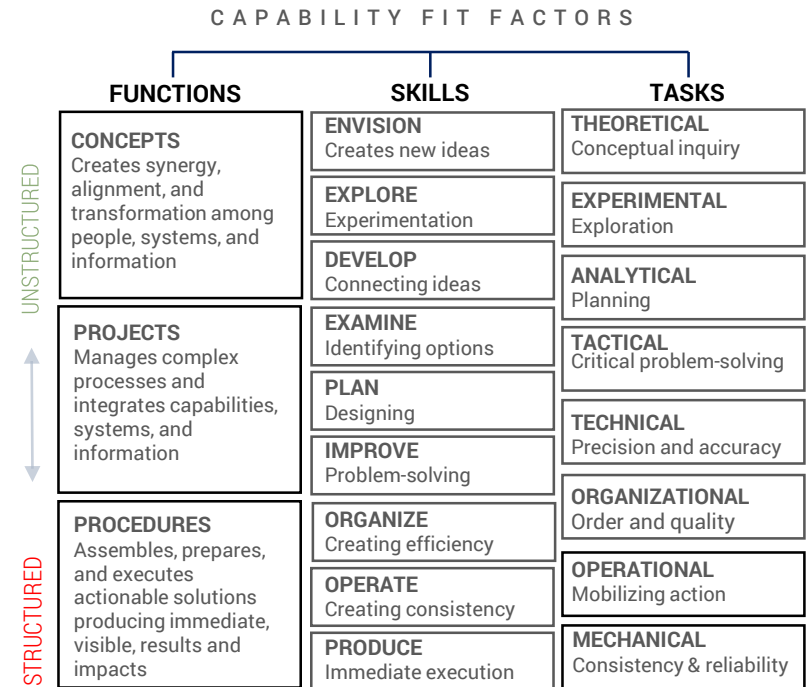 CAPABILITY FIT FACTORS
FUNCTIONS
SKILLS
TASKS
UNSTRUCTURED
STRUCTURED
CONCEPTS
Creates synergy,
alignment, and
transformation among
people, systems, and
information
PROJECTS
Manages complex
processes and
integrates capabilities,
systems, and
information
PROCEDURES
Assembles, prepares,
and executes
actionable solutions
producing immediate,
visible, results and
impacts
ENVISION
Creates new ideas
EXPLORE
Experimentation
DEVELOP
Connecting ideas
EXAMINE
Identifying options
PLAN
Designing
IMPROVE
Problem-solving
ORGANIZE
Creating efficiency
OPERATE
Creating consistency
PRODUCE
Immediate execution
THEORETICAL
Conceptual inquiry
EXPERIMENTAL
Exploration
ANALYTICAL
Planning
TACTICAL
Critical problem-solving
TECHNICAL
Precision and accuracy
ORGANIZATIONAL
Order and quality
OPERATIONAL
Mobilizing action
MECHANICAL
Consistency & reliability